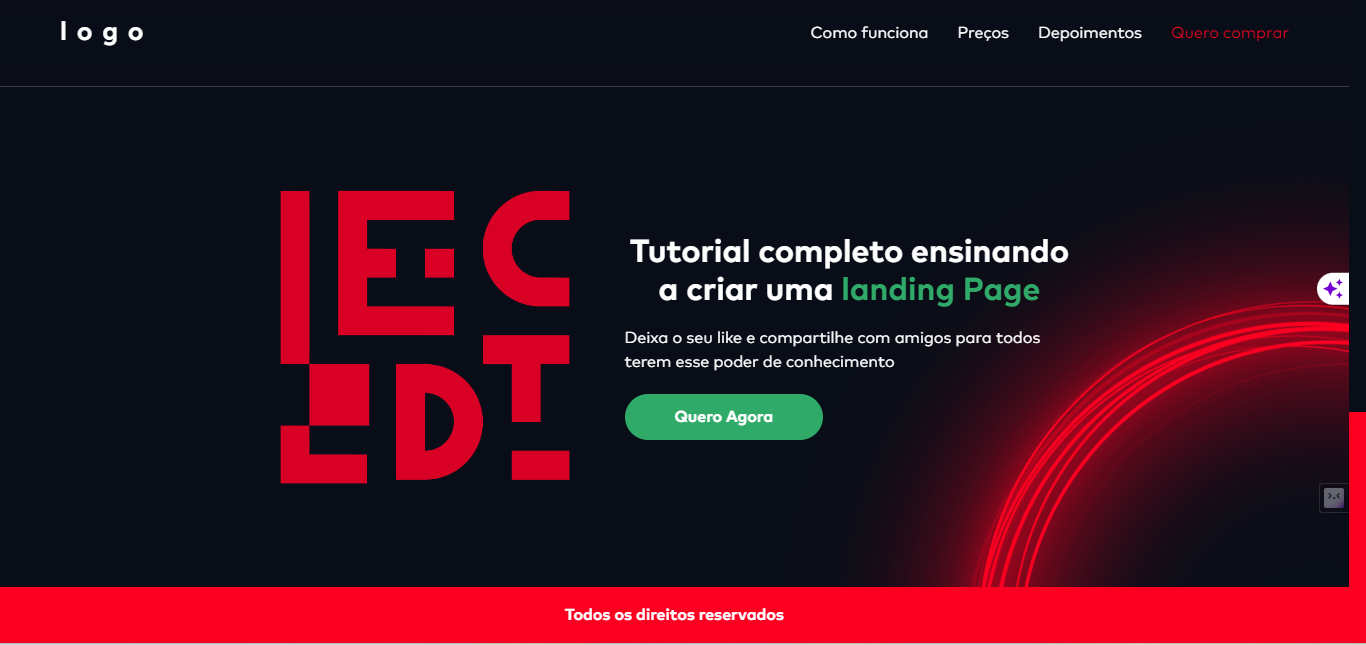 logo
Como funciona
Preços
Depoimentos
Quero comprar
Tutorial completo ensinando
a criar uma landing Page
Deixa o seu like e compartilhe com amigos para todos
terem esse poder de conhecimento
Quero Agora
Todos os direitos reservados